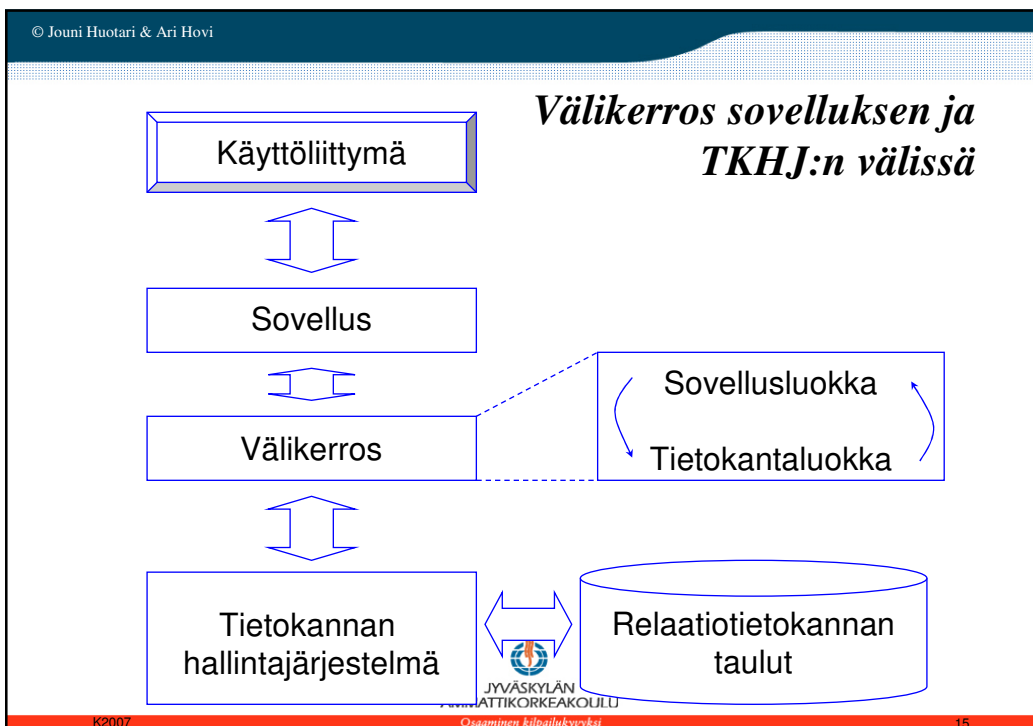 © Jouni Huotari & Ari Hovi
Välikerros sovelluksen ja
TKHJ:n välissä
Käyttöliittymä
Sovellus
Välikerros
Sovellusluokka
Tietokantaluokka
Tietokannan
hallintajärjestelmä
Relaatiotietokannan
taulut
JYVÄSKYLÄN
AMMATTIKORKEAKOULU
K2007
Osaaminen kilpailukyvyksi
15